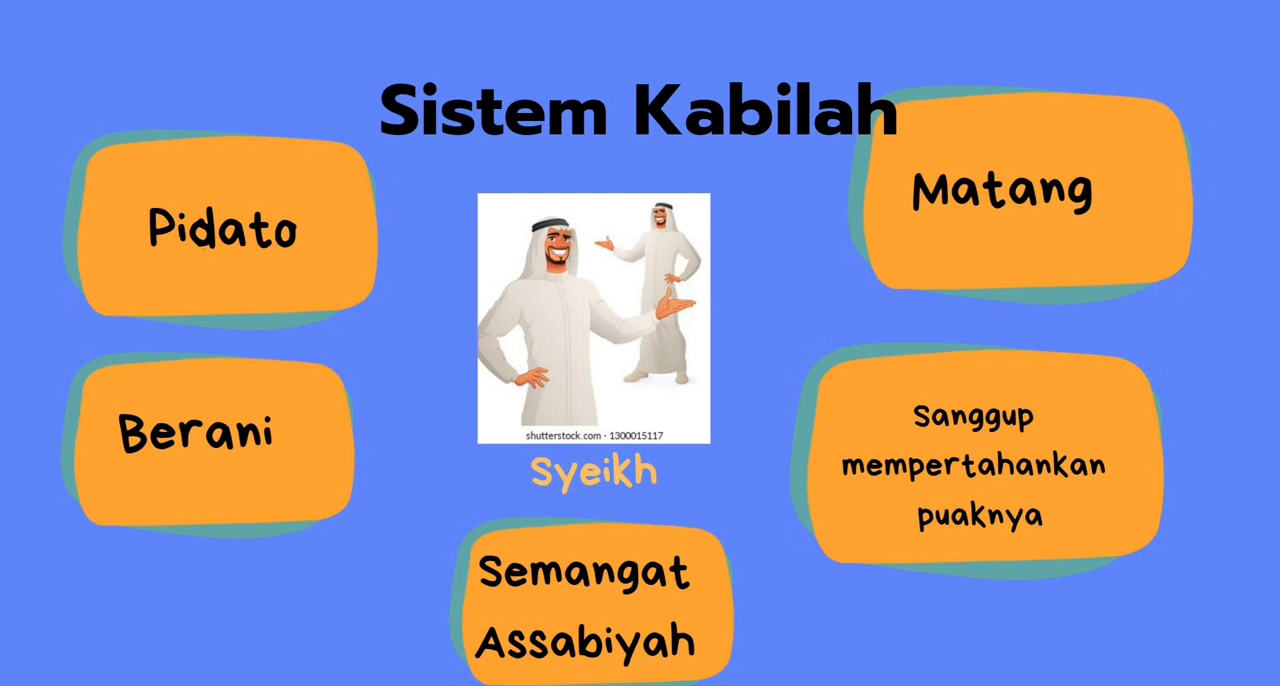 Sistem Kabilah
Pidato
Matang
Berani
shutterstock.com · 1300015117
Syeikh
Sanggup
mempertahankan
puaknya
Semangat
Assabiyah